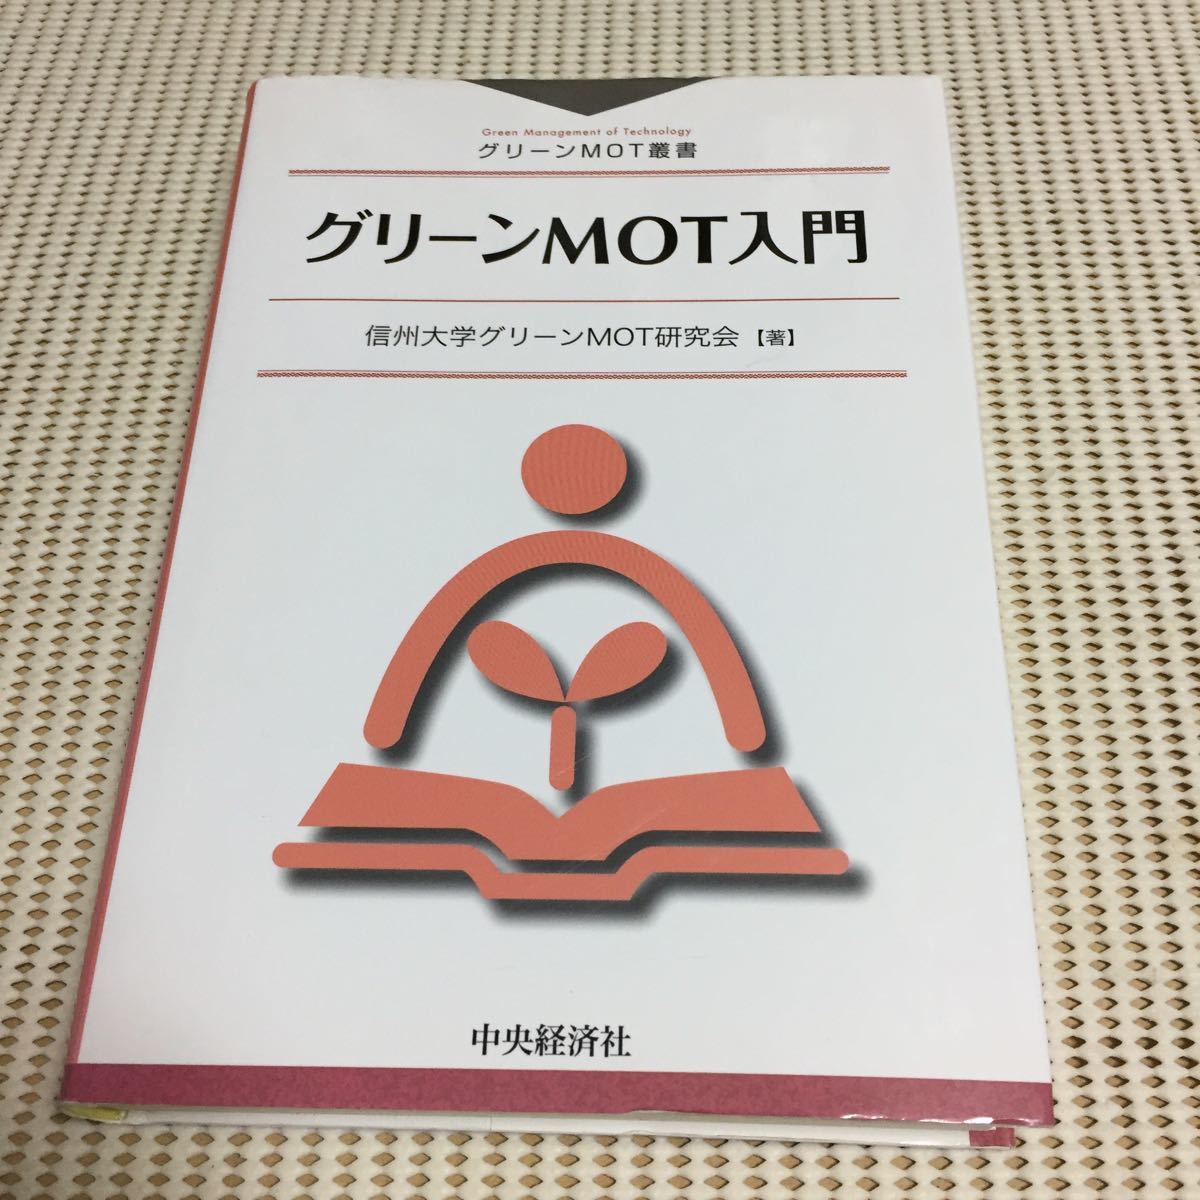 Green Management of Technology
グリーンMOT叢書
グリーンMOT入門
信州大学グリーンMOT研究会【著】
中央経済社